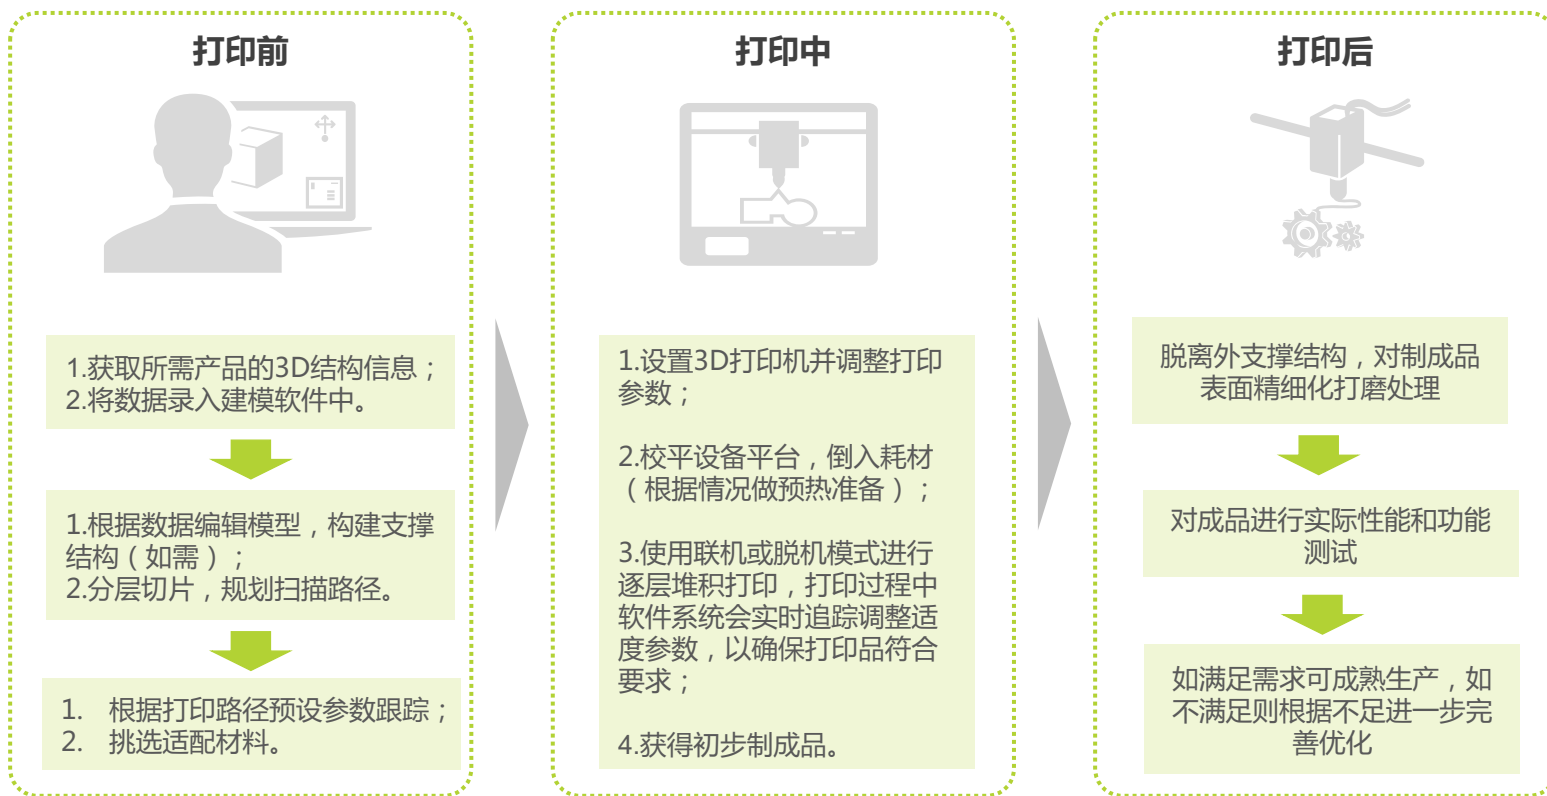 打印前
1.获取所需产品的3D结构信息；
2.将数据录入建模软件中。
1.根据数据编辑模型，构建支撑
结构（如需）；
2.分层切片，规划扫描路径。
1. 根据打印路径预设参数跟踪；
2. 挑选适配材料。
打印中
1.设置3D打印机并调整打印
参数；
2.校平设备平台，倒入耗材
（根据情况做预热准备）；
3.使用联机或脱机模式进行
逐层堆积打印，打印过程中
软件系统会实时追踪调整适
度参数，以确保打印品符合
要求；
4.获得初步制成品。
打印后
脱离外支撑结构，对制成品
表面精细化打磨处理
对成品进行实际性能和功能
测试
如满足需求可成熟生产，如
不满足则根据不足进一步完
善优化